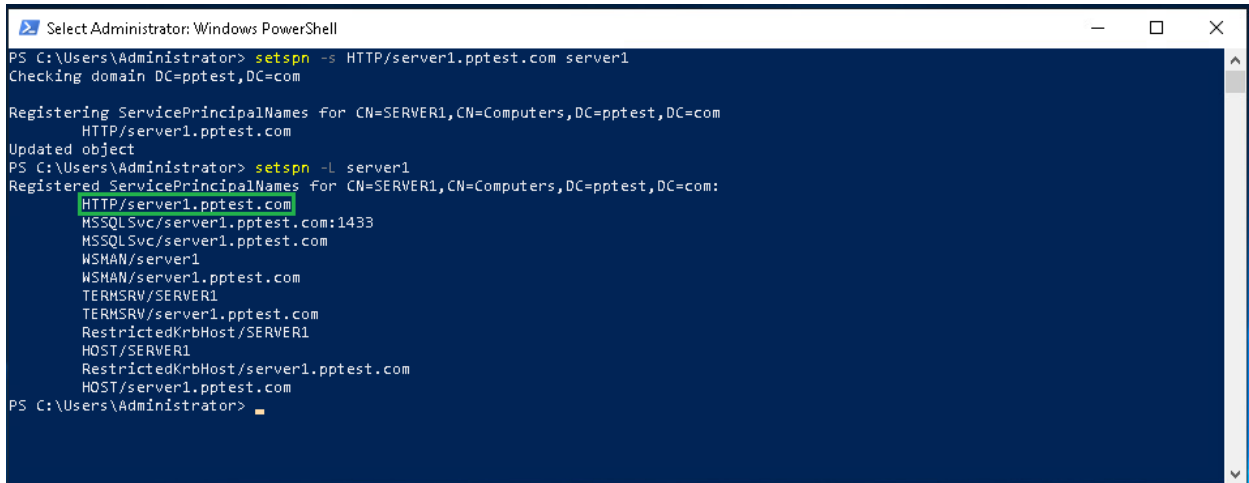 Select Administrator: Windows PowerShell
PS C:\Users\Administrator> setspn -s HTTP/server1.pptest.com server1
Checking domain DC=pptest,DC=com
Registering ServicePrincipalNames for CN=SERVER1,CN=Computers,DC=pptest,DC=com
HTTP/server1.pptest.com
Updated object
PS C:\Users\Administrator> setspn -L server1
Registered ServicePrincipalNames for CN=SERVER1,CN=Computers,DC=pptest,DC=com:
HTTP/server1.pptest.com
MSSQLSvc/server1.pptest.com:1433
MSSQLSvc/server1.pptest.com
WSMAN/server1
WSMAN/server1.pptest.com
TERMSRV/SERVER1
TERMSRV/server1.pptest.com
RestrictedKrbHost/SERVER1
HOST/SERVER1
RestrictedKrbHost/server1.pptest.com
HOST/server1.pptest.com
PS C:\Users\Administrator>